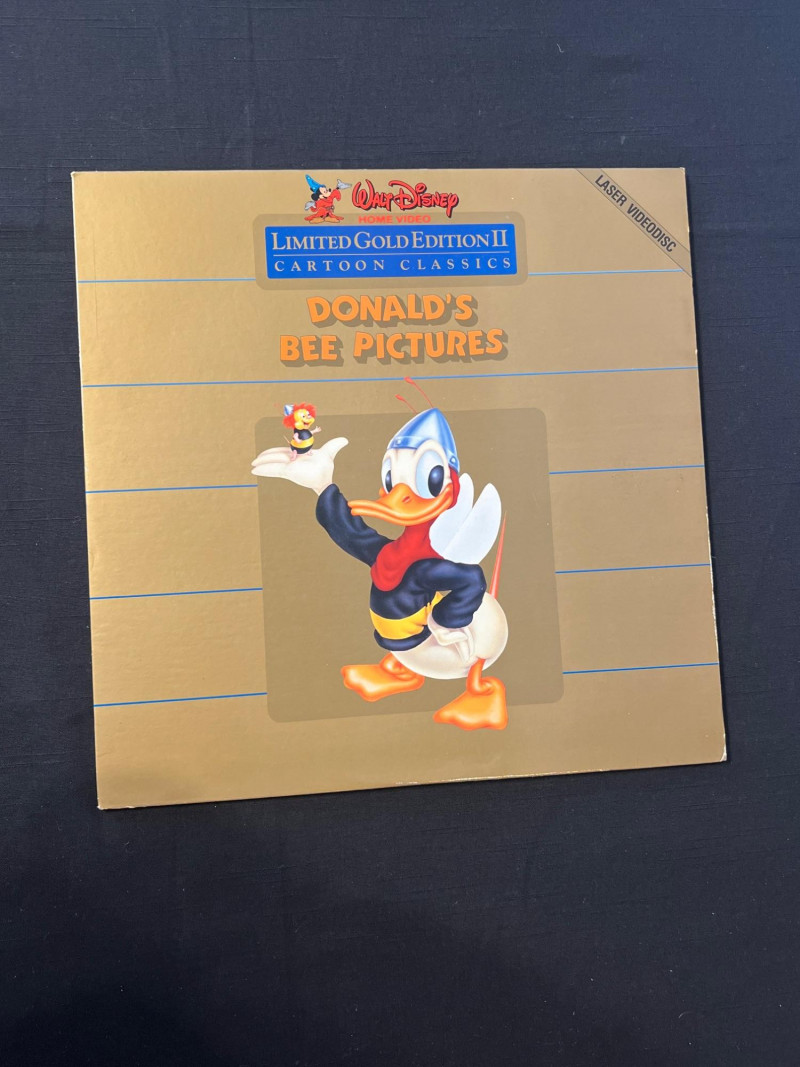 WALT DISNEY
HOME VIDEO
LASER VIDEODISC
LIMITED GOLD EDITION II
CARTOON CLASSICS
DONALD'S
BEE PICTURES